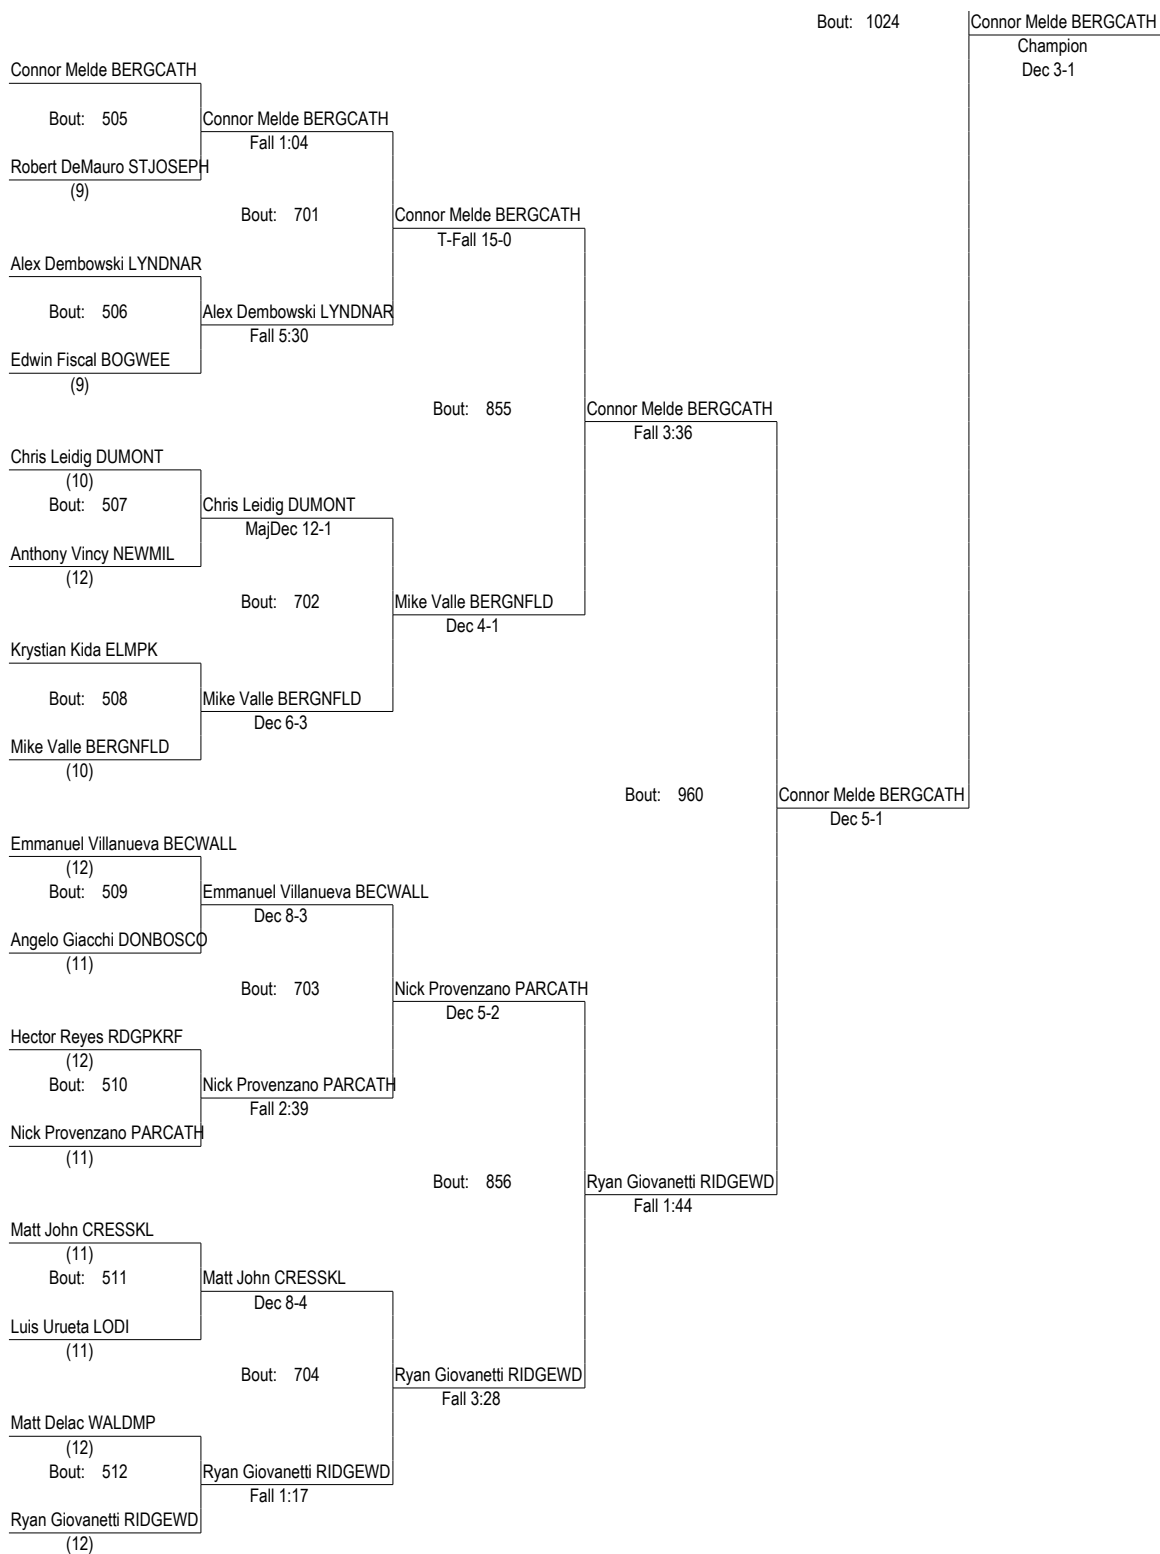 Bout: 1024
Connor Melde BERGCATH
Champion
Dec 3-1
Connor Melde BERGCATH
Bout: 505
Connor Melde BERGCATH
Fall 1:04
Robert DeMauro STJOSEPH
(9)
Bout: 701
Connor Melde BERGCATH
T-Fall 15-0
Alex Dembowski LYNDNAR
Bout: 506
Alex Dembowski LYNDNAR
Fall 5:30
Edwin Fiscal BOGWEE
(9)
Bout: 855
Connor Melde BERGCATH
Fall 3:36
Chris Leidig DUMONT
(10)
Bout: 507
Chris Leidig DUMONT
MajDec 12-1
Anthony Vincy NEWMIL
(12)
Bout: 702
Mike Valle BERGNFLD
Dec 4-1
Krystian Kida ELMPK
Bout: 508
Mike Valle BERGNFLD
Dec 6-3
Mike Valle BERGNFLD
(10)
Bout: 960
Connor Melde BERGCATH
Dec 5-1
Emmanuel Villanueva BECWALL
(12)
Bout: 509
Emmanuel Villanueva BECWALL
Dec 8-3
Angelo Giacchi DONBOSCO
(11)
Bout: 703
Nick Provenzano PARCATH
Dec 5-2
Hector Reyes RDGPKRF
(12)
Bout: 510
Nick Provenzano PARCATH
Fall 2:39
Nick Provenzano PARCATH
(11)
Bout: 856
Ryan Giovanetti RIDGEWD
Fall 1:44
Matt John CRESSKL
(11)
Bout: 511
Matt John CRESSKL
Dec 8-4
Luis Urueta LODI
(11)
Bout: 704
Ryan Giovanetti RIDGEWD
Fall 3:28
Matt Delac WALDMP
(12)
Bout: 512
Ryan Giovanetti RIDGEWD
Fall 1:17
Ryan Giovanetti RIDGEWD
(12)